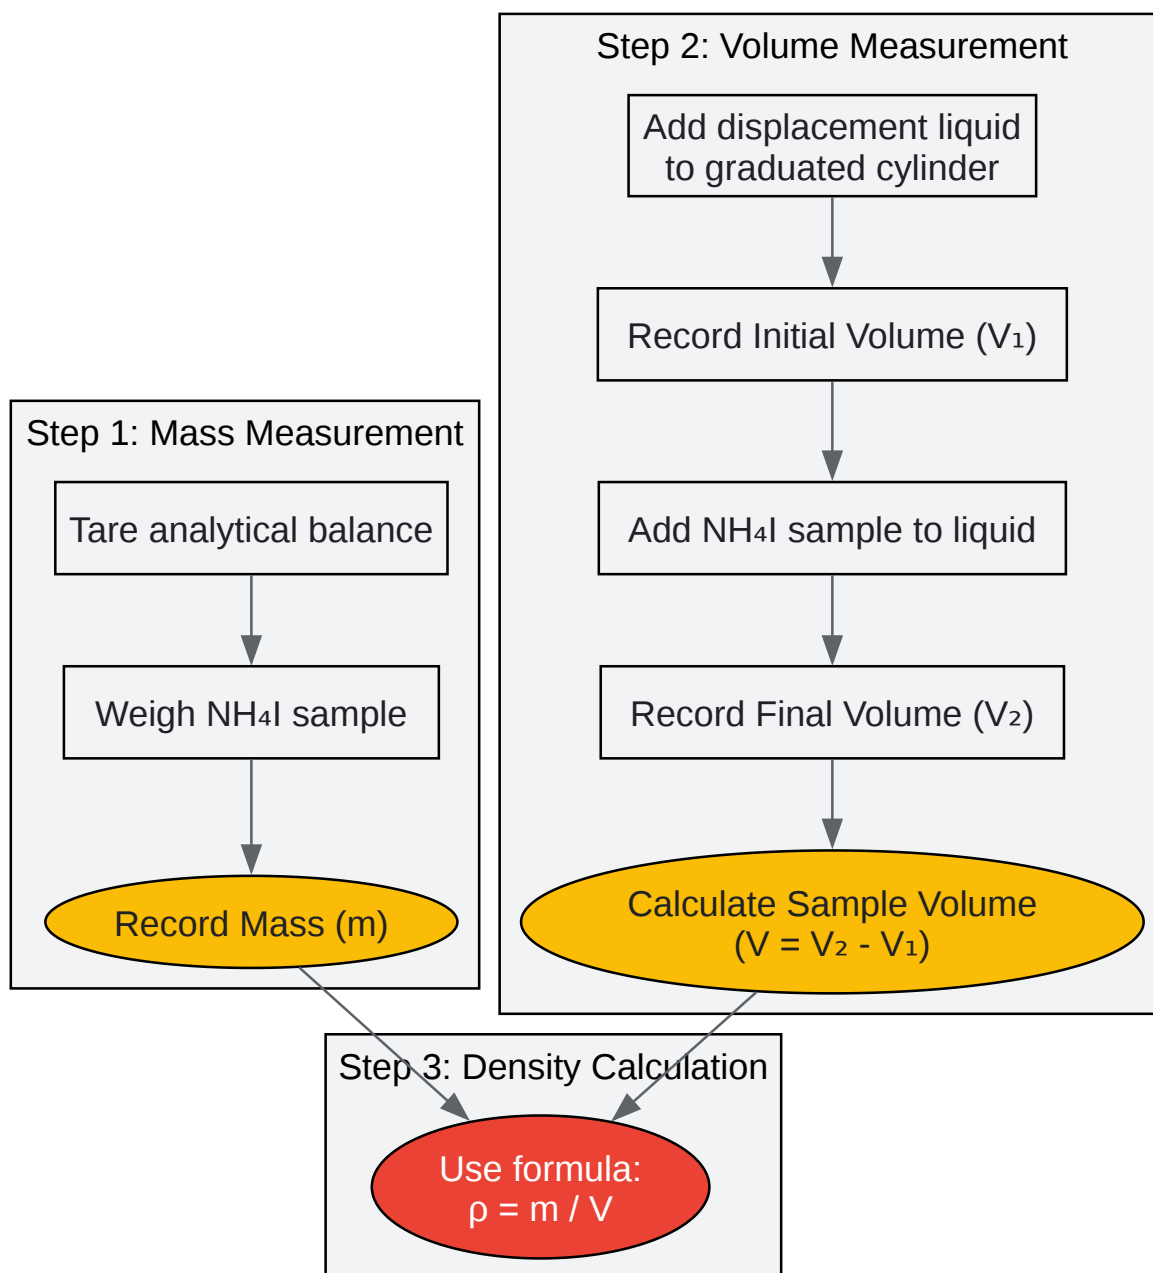 Step 1: Mass Measurement
Tare analytical balance
Weigh NH₄I sample
Record Mass (m)
Step 2: Volume Measurement
Add displacement liquid
to graduated cylinder
Record Initial Volume (V₁)
Add NH₄I sample to liquid
Record Final Volume (V₂)
Calculate Sample Volume
(V = V₂ - V₁)
Step 3: Density Calculation
Use formula:
ρ = m / V